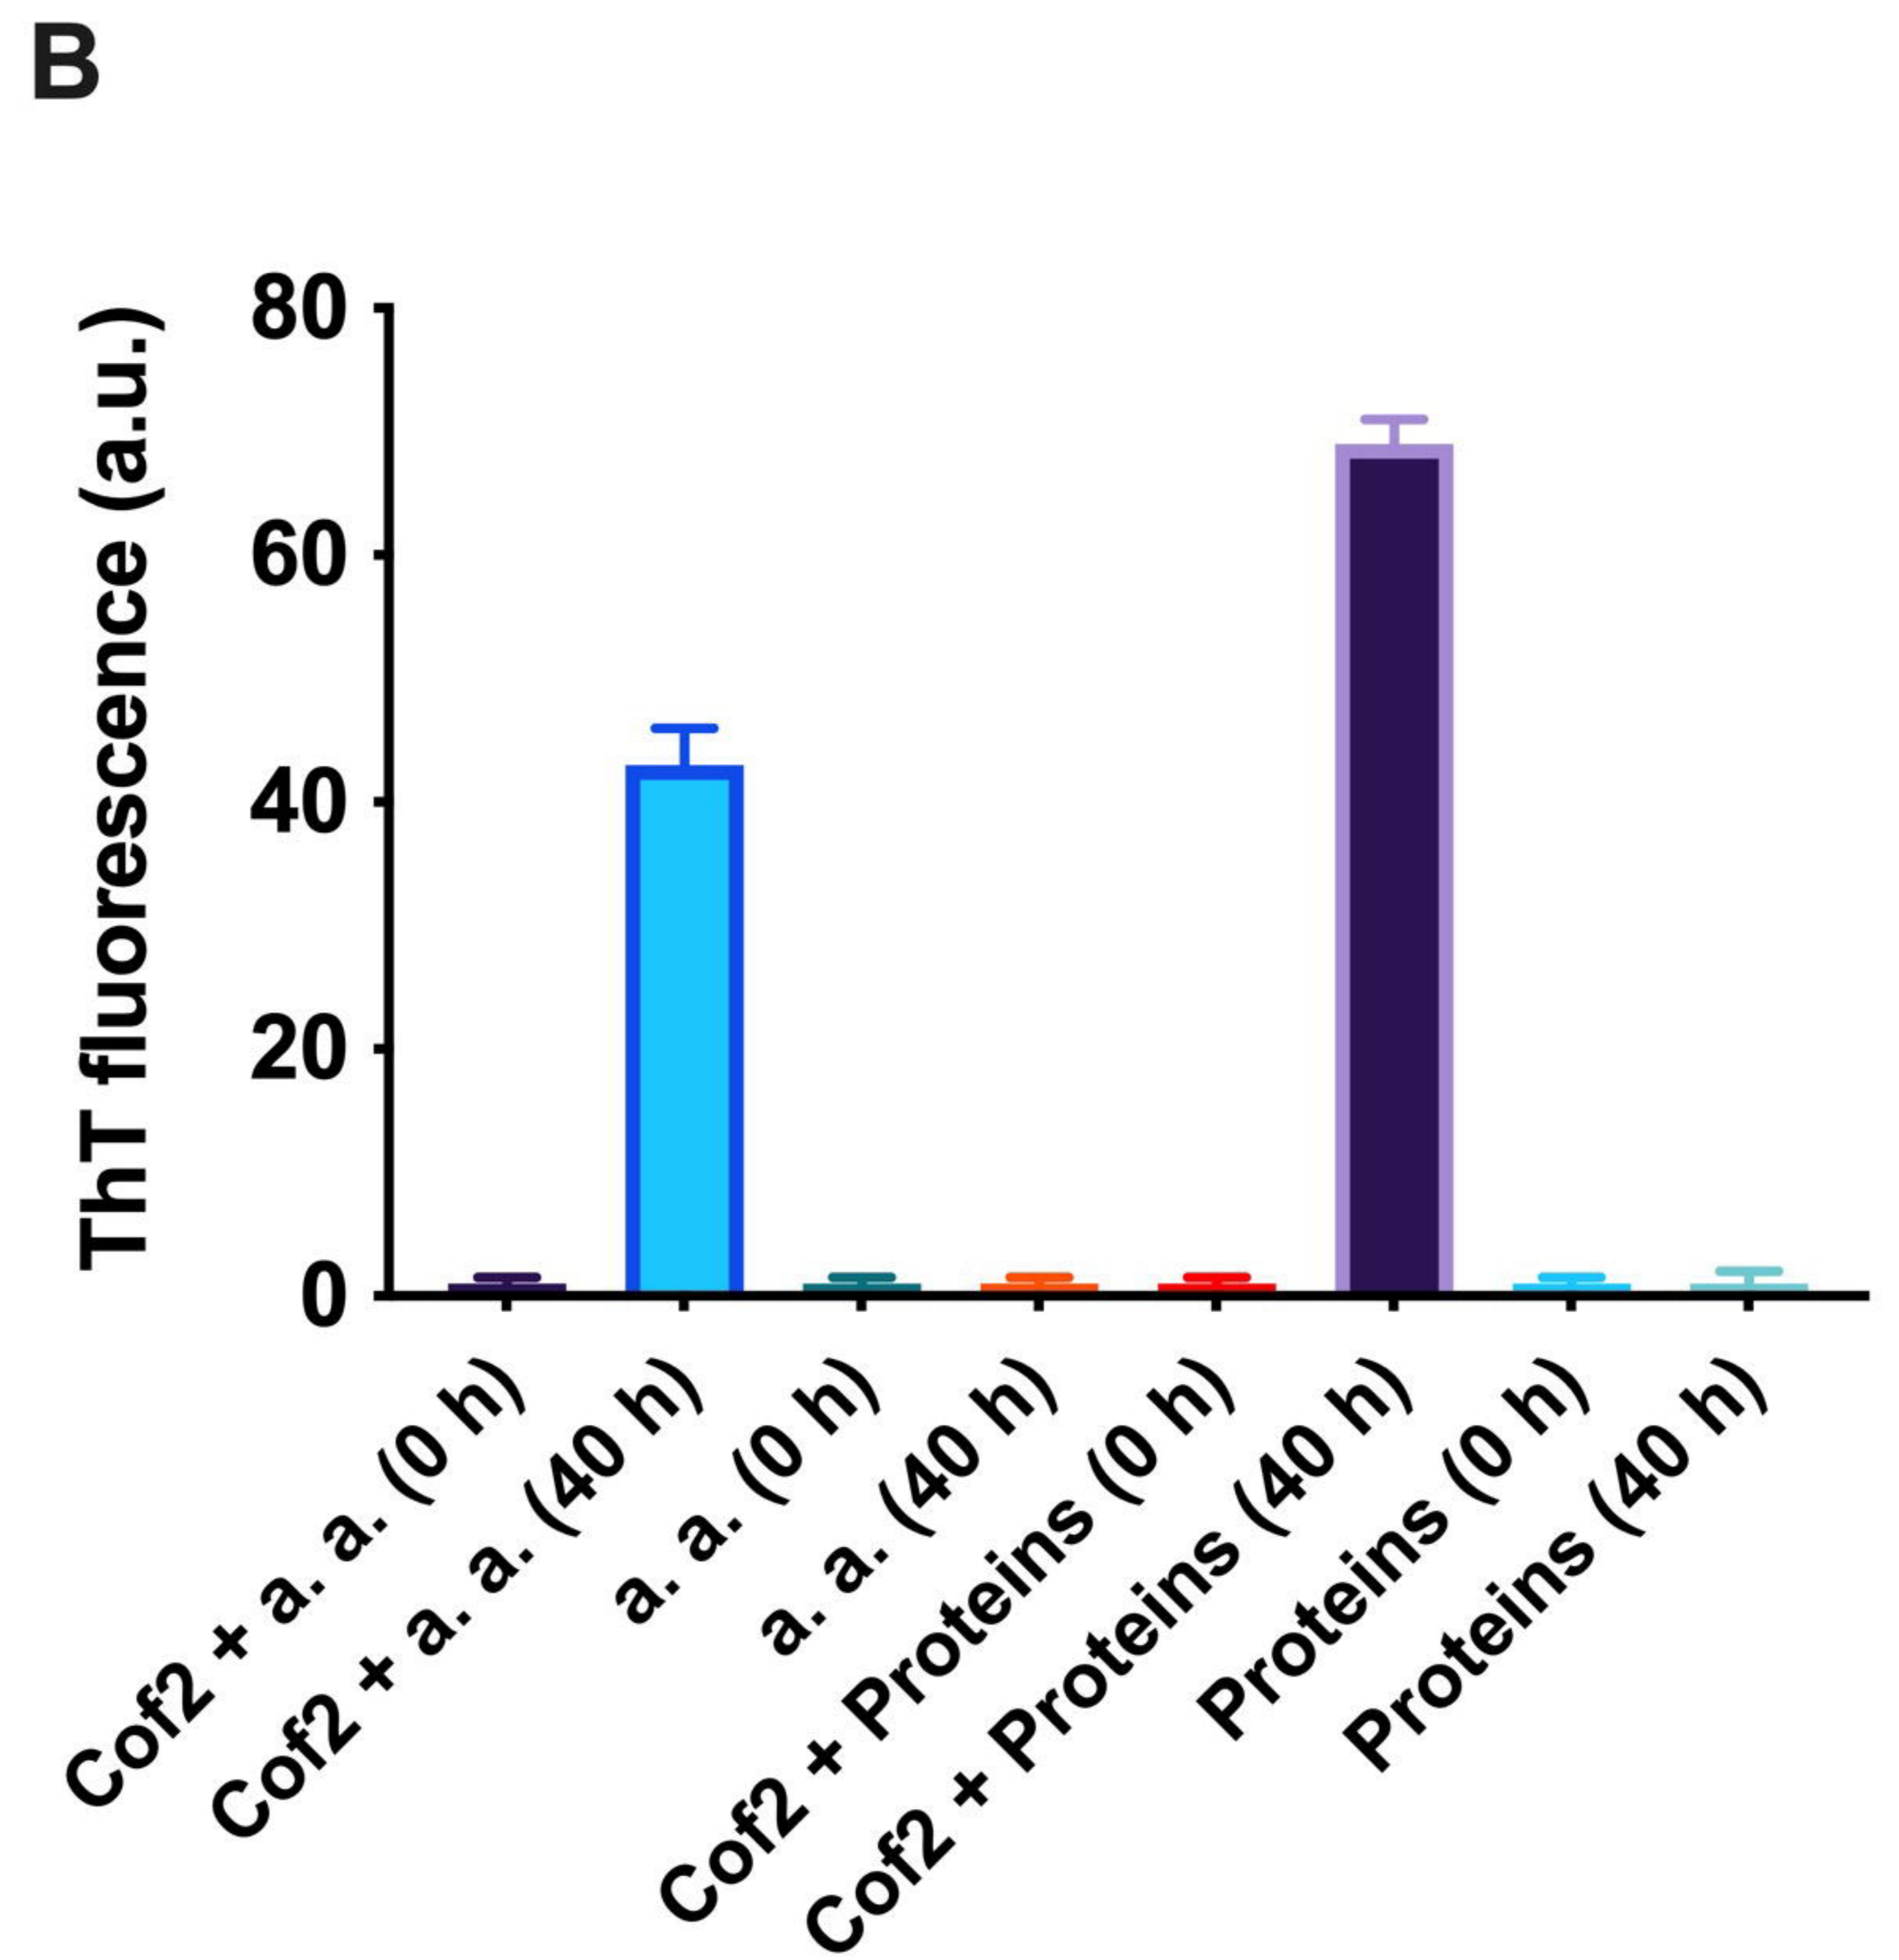 B
ThT fluorescence (a.u.)
80
60
40
20
0
Cof2 + a. a. (0 h)
Cof2 + a. a. (40 h)
a. a. (0 h)
a. a. (40 h)
Cof2 + Proteins (0 h)
Cof2 + Proteins (40 h)
Proteins (0 h)
Proteins (40 h)